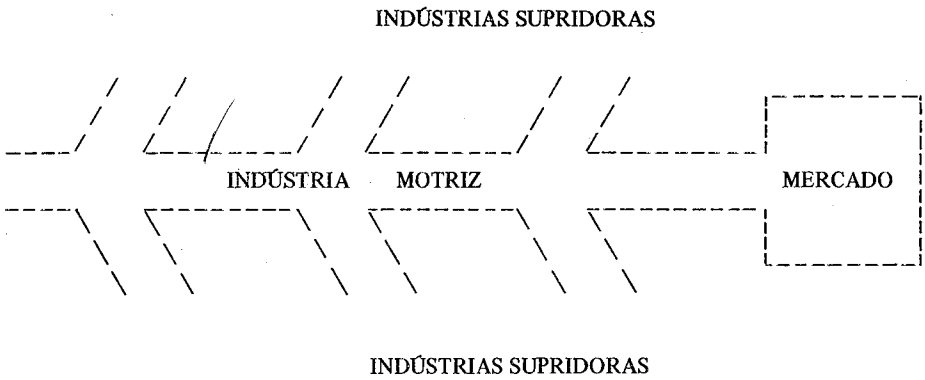 INDÚSTRIAS SUPRIDORAS
INDÚSTRIA MOTRIZ MERCADO
INDÚSTRIAS SUPRIDORAS